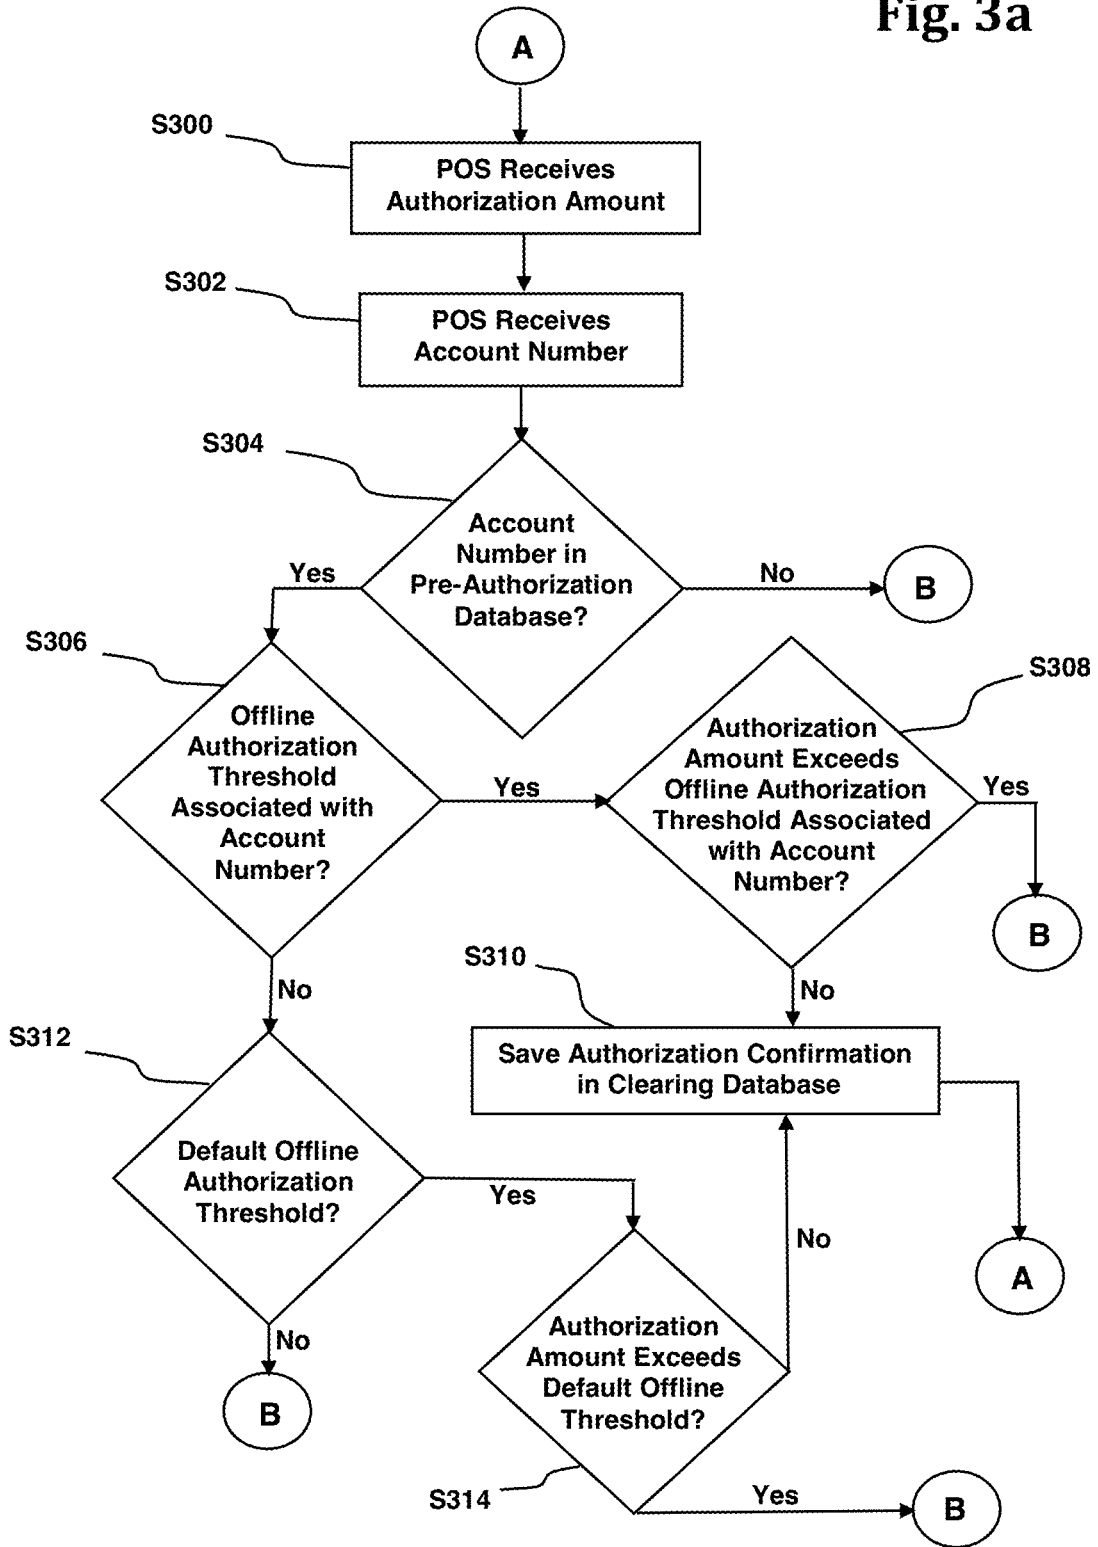 Fig. 3a
A
S300
POS Receives
Authorization Amount
S302
POS Receives
Account Number
S304
Account
Number in
Pre-Authorization
Database?
Yes
No
B
S306
Offline
Authorization
Threshold
Associated with
Account
Number?
Yes
S308
Authorization
Amount Exceeds
Offline Authorization
Threshold Associated
with Account
Number?
Yes
B
No
No
S310
Save Authorization Confirmation
in Clearing Database
A
S312
Default Offline
Authorization
Threshold?
Yes
No
No
B
Authorization
Amount Exceeds
Default Offline
Threshold?
S314
Yes
B